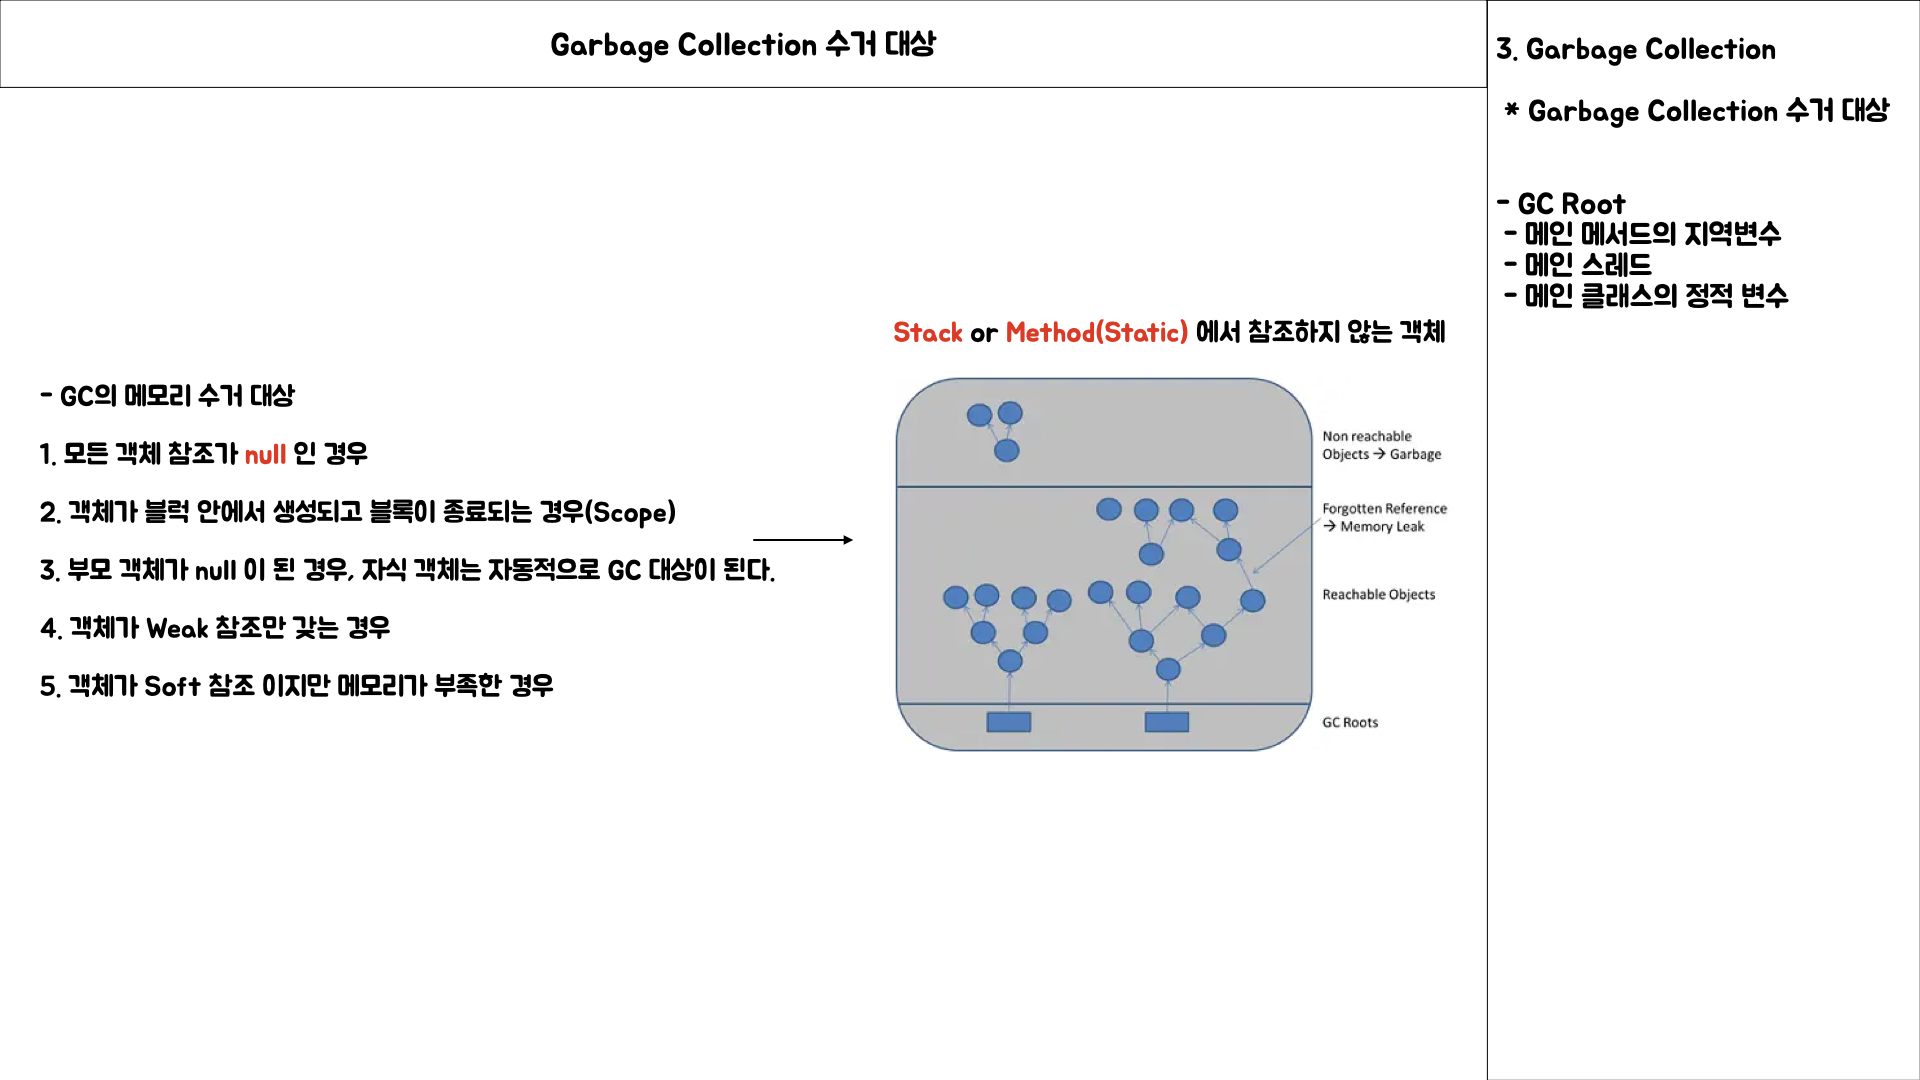 Garbage Collection 수거 대상
- GC의 메모리 수거 대상
1. 모든 객체 참조가 null 인 경우
2. 객체가 블럭 안에서 생성되고 블록이 종료되는 경우(Scope)
3. 부모 객체가 null 이 된 경우, 자식 객체는 자동적으로 GC 대상이 된다.
4. 객체가 Weak 참조만 갖는 경우
5. 객체가 Soft 참조 이지만 메모리가 부족한 경우
Stack or Method(Static) 에서 참조하지 않는 객체
Non reachable
Objects → Garbage
Forgotten Reference
→ Memory Leak
Reachable Objects
GC Roots
3. Garbage Collection
* Garbage Collection 수거 대상
- GC Root
- 메인 메서드의 지역변수
- 메인 스레드
- 메인 클래스의 정적 변수